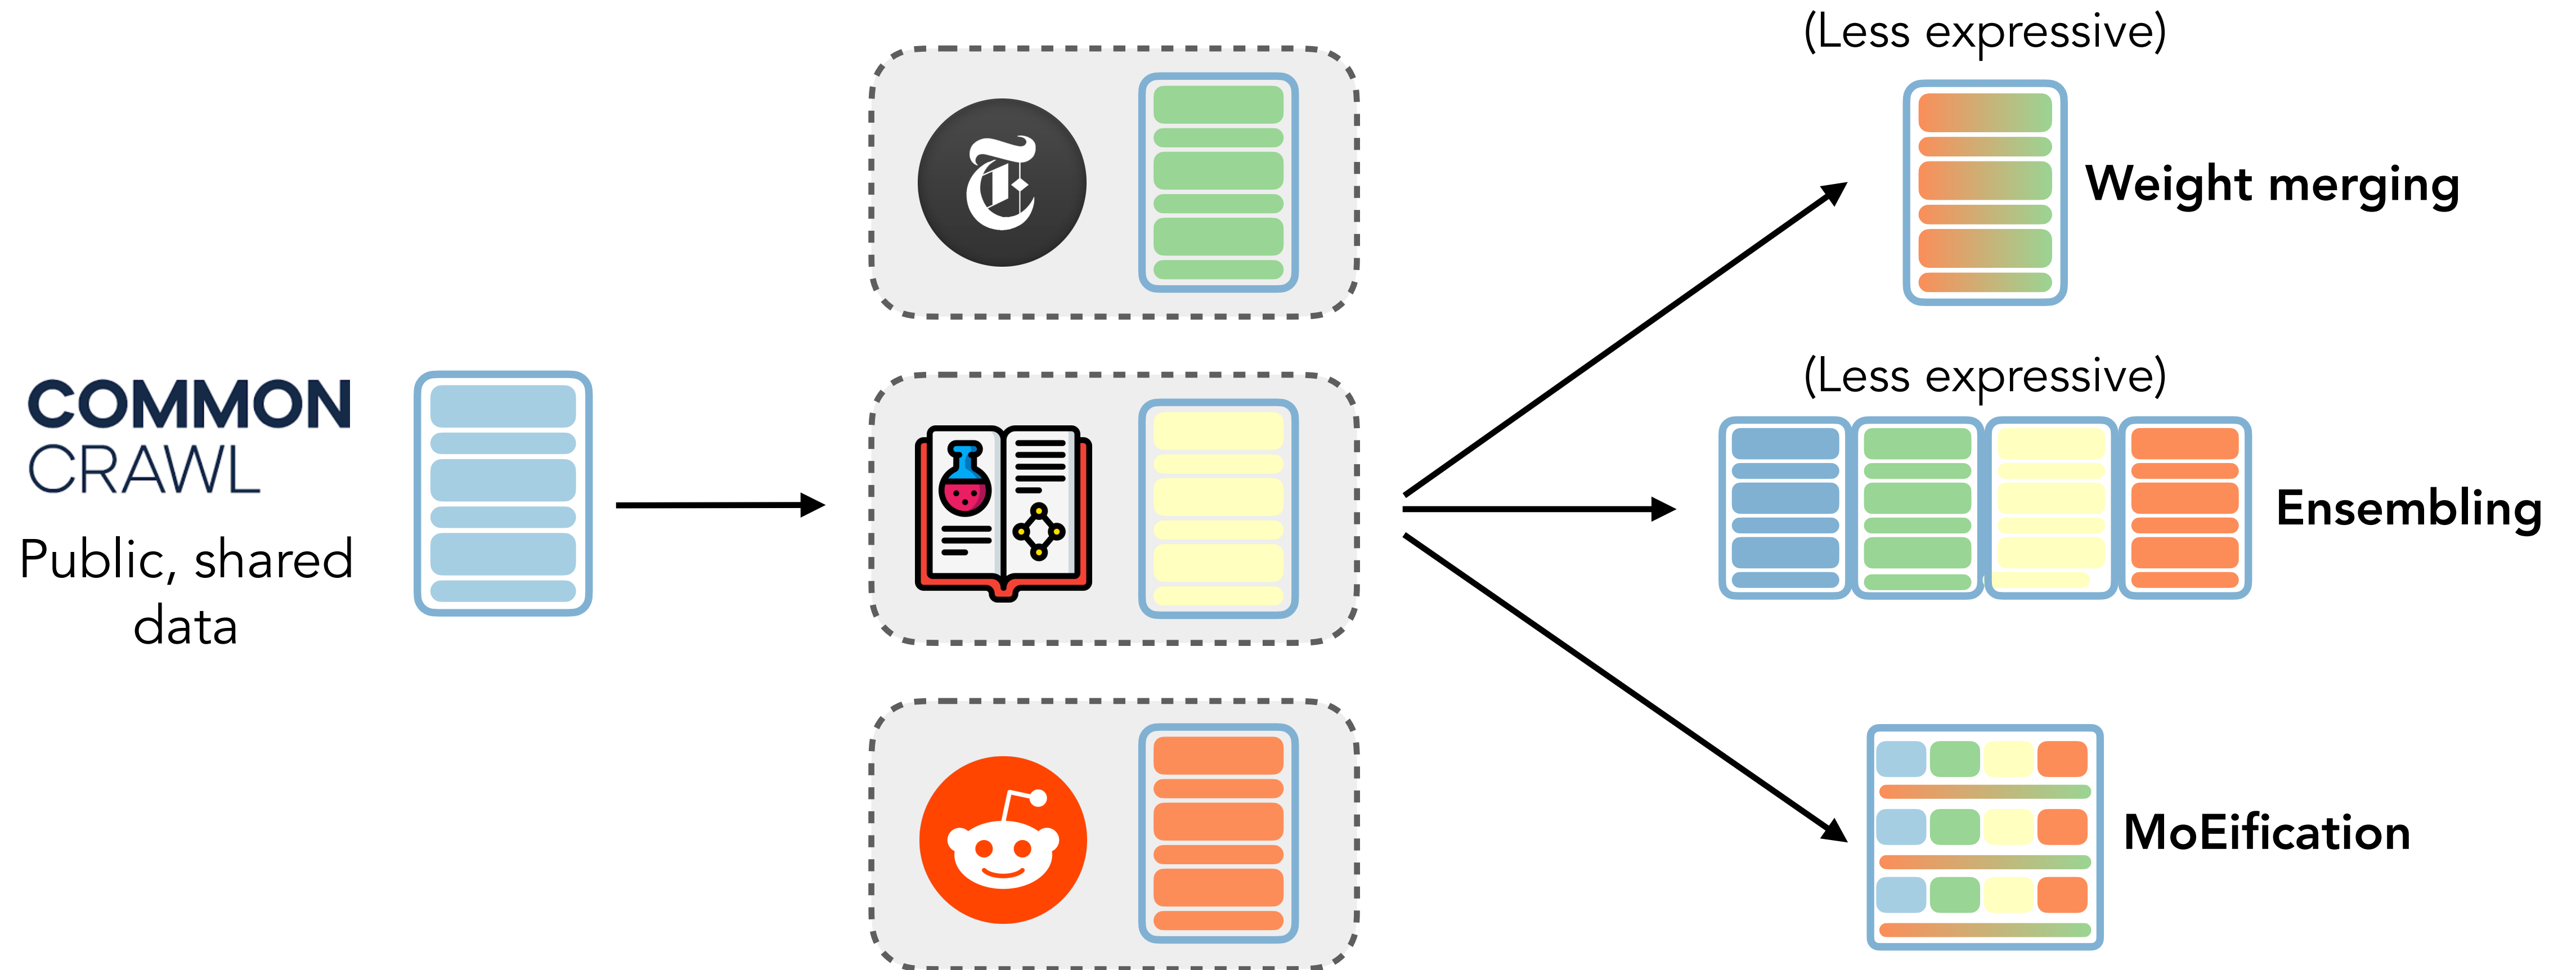 COMMON
CRAWL
Public, shared
data
T
(Less expressive)
Weight merging
(Less expressive)
Ensembling
MoEification